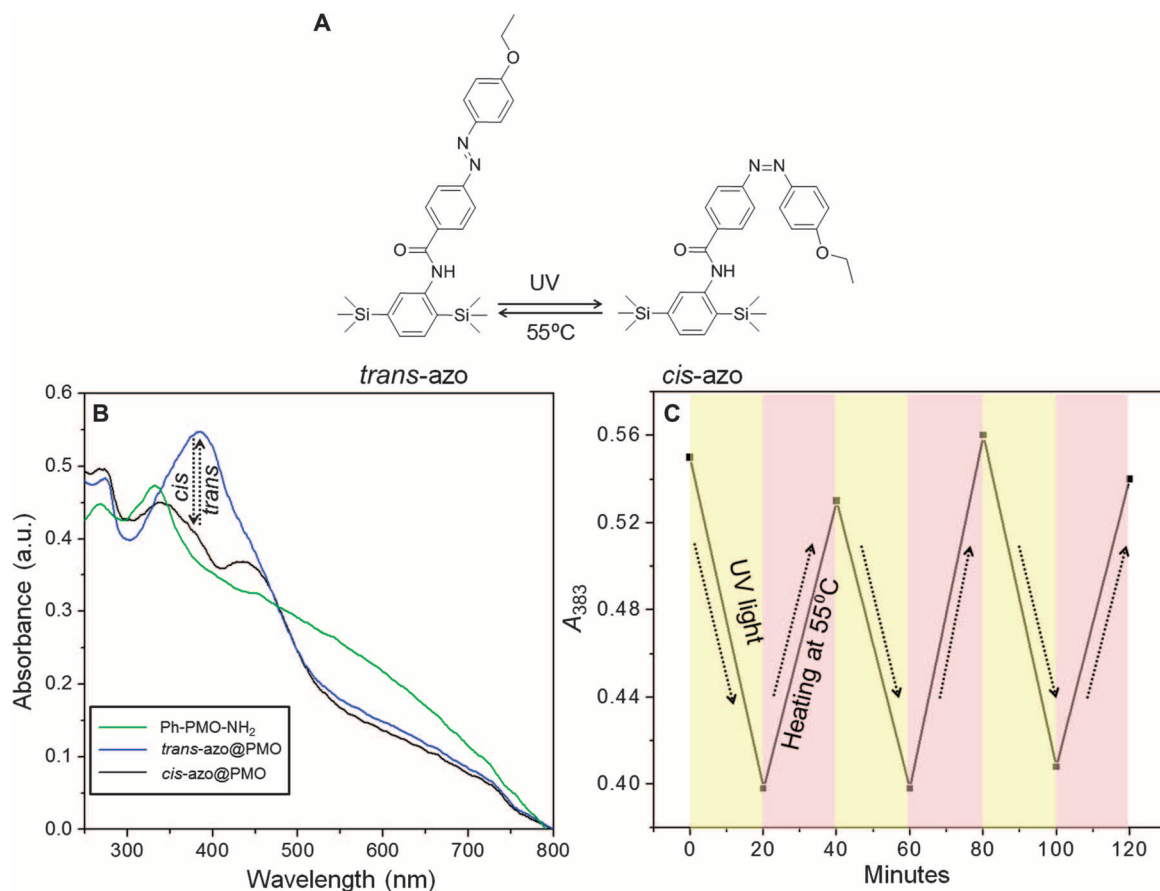 A
O
N
N
O
NH
Si
Si
UV
55°C
N=N
O
O
NH
Si
Si
trans-azo
cis-azo
B
Absorbance (a.u.)
0.6
0.5
0.4
0.3
0.2
0.1
0.0
cis
trans
Ph-PMO-NH₂
trans-azo@PMO
cis-azo@PMO
300 400 500 600 700 800
Wavelength (nm)
C
A₃₈₃
0.56
0.52
0.48
0.44
0.40
UV light
Heating at 55⁰C
0 20 40 60 80 100 120
Minutes